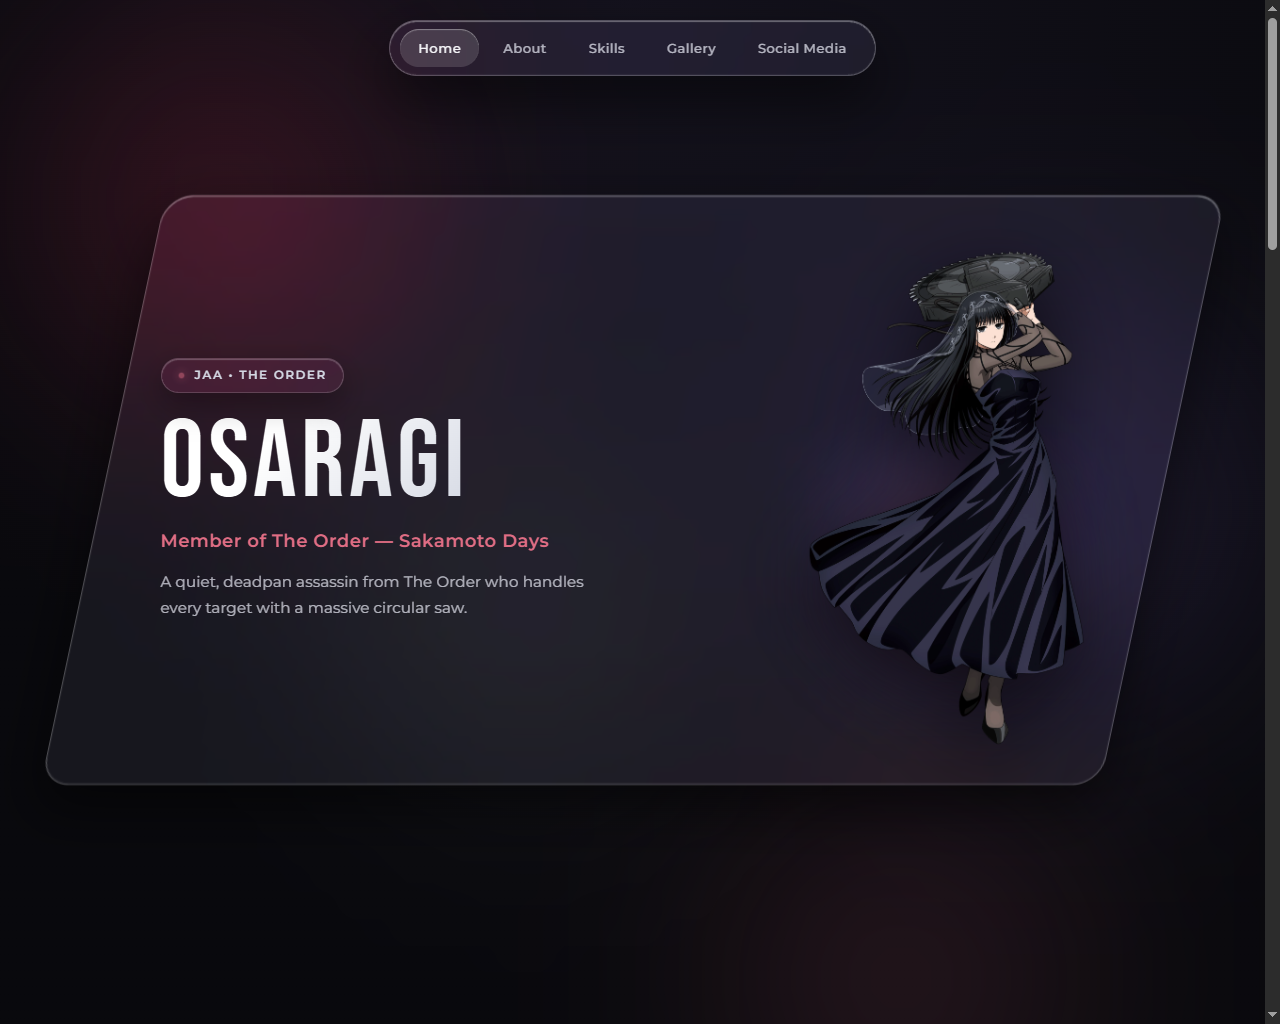 Home
About
Skills
Gallery
Social Media
JAA • THE ORDER
OSARAGI
Member of The Order — Sakamoto Days
A quiet, deadpan assassin from The Order who handles
every target with a massive circular saw.